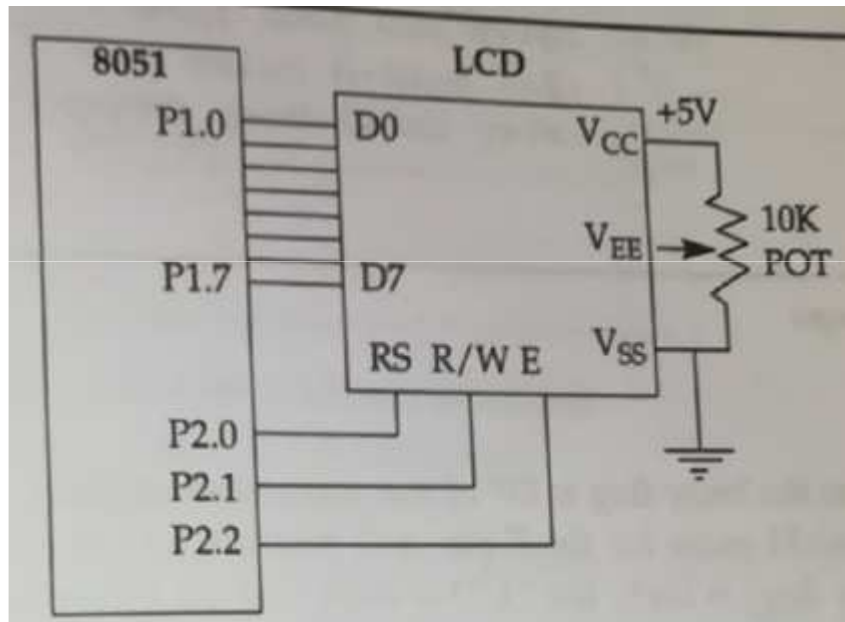 8051 LCD
P1.0 D0 VCC +5V
VEE 10K
POT
P1.7 D7
RS R/W E VSS
P2.0
P2.1
P2.2